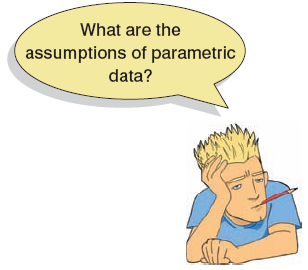 What are the
assumptions of parametric
data?